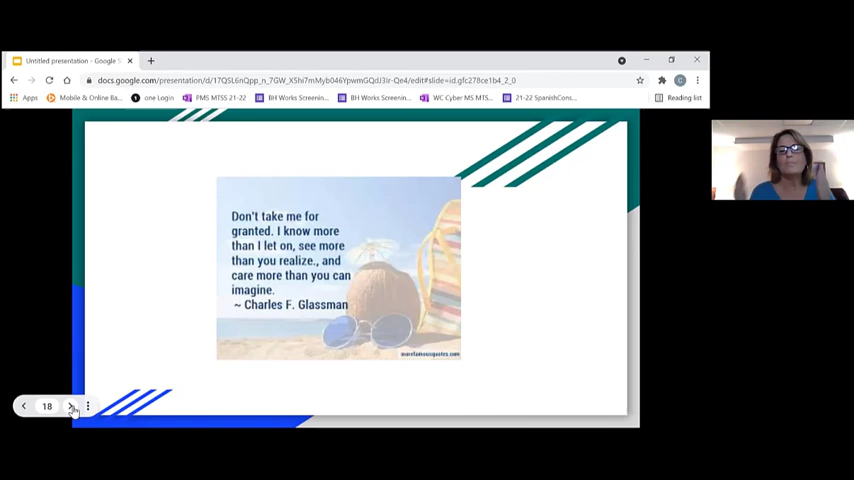 Untitled presentation - Google S
docs.google.com/presentation/d/17QSL6nQpp_n_7GW_X5hi7mMyb046YpwmGQdJ3Ir-Qe4/edit#slide=id.gfc278ce1b4_2_0
Apps
Mobile & Online Ba...
one Login
PMS MTSS 21-22
BH Works Screenin...
BH Works Screenin...
WC Cyber MS MTS...
21-22 SpanishCons...
Reading list
Don't take me for
granted. I know more
than I let on, see more
than you realize., and
care more than you can
imagine.
~ Charles F. Glassman
morefamousquotes.com
18